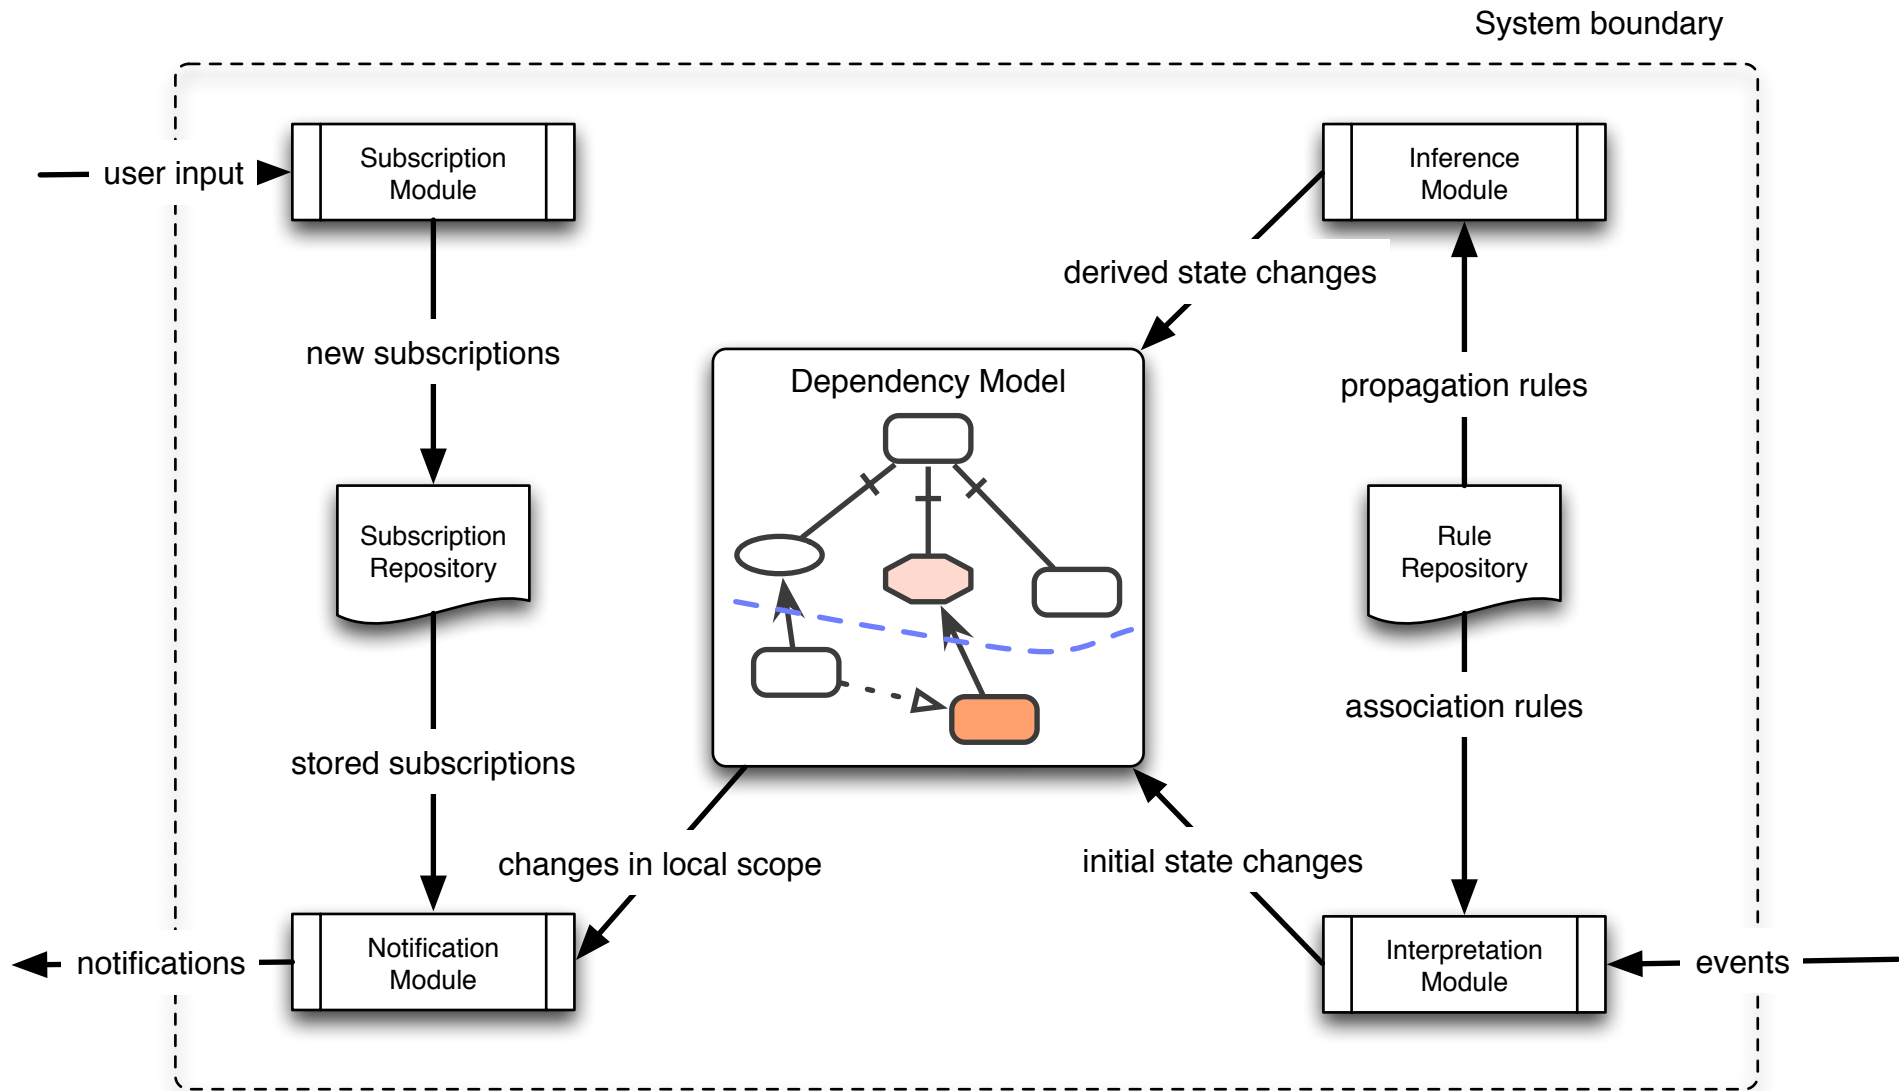 System boundary
user input
Subscription
Module
Inference
Module
derived state changes
new subscriptions
Dependency Model
propagation rules
Subscription
Repository
Rule
Repository
association rules
stored subscriptions
changes in local scope
initial state changes
notifications
Notification
Module
Interpretation
Module
events